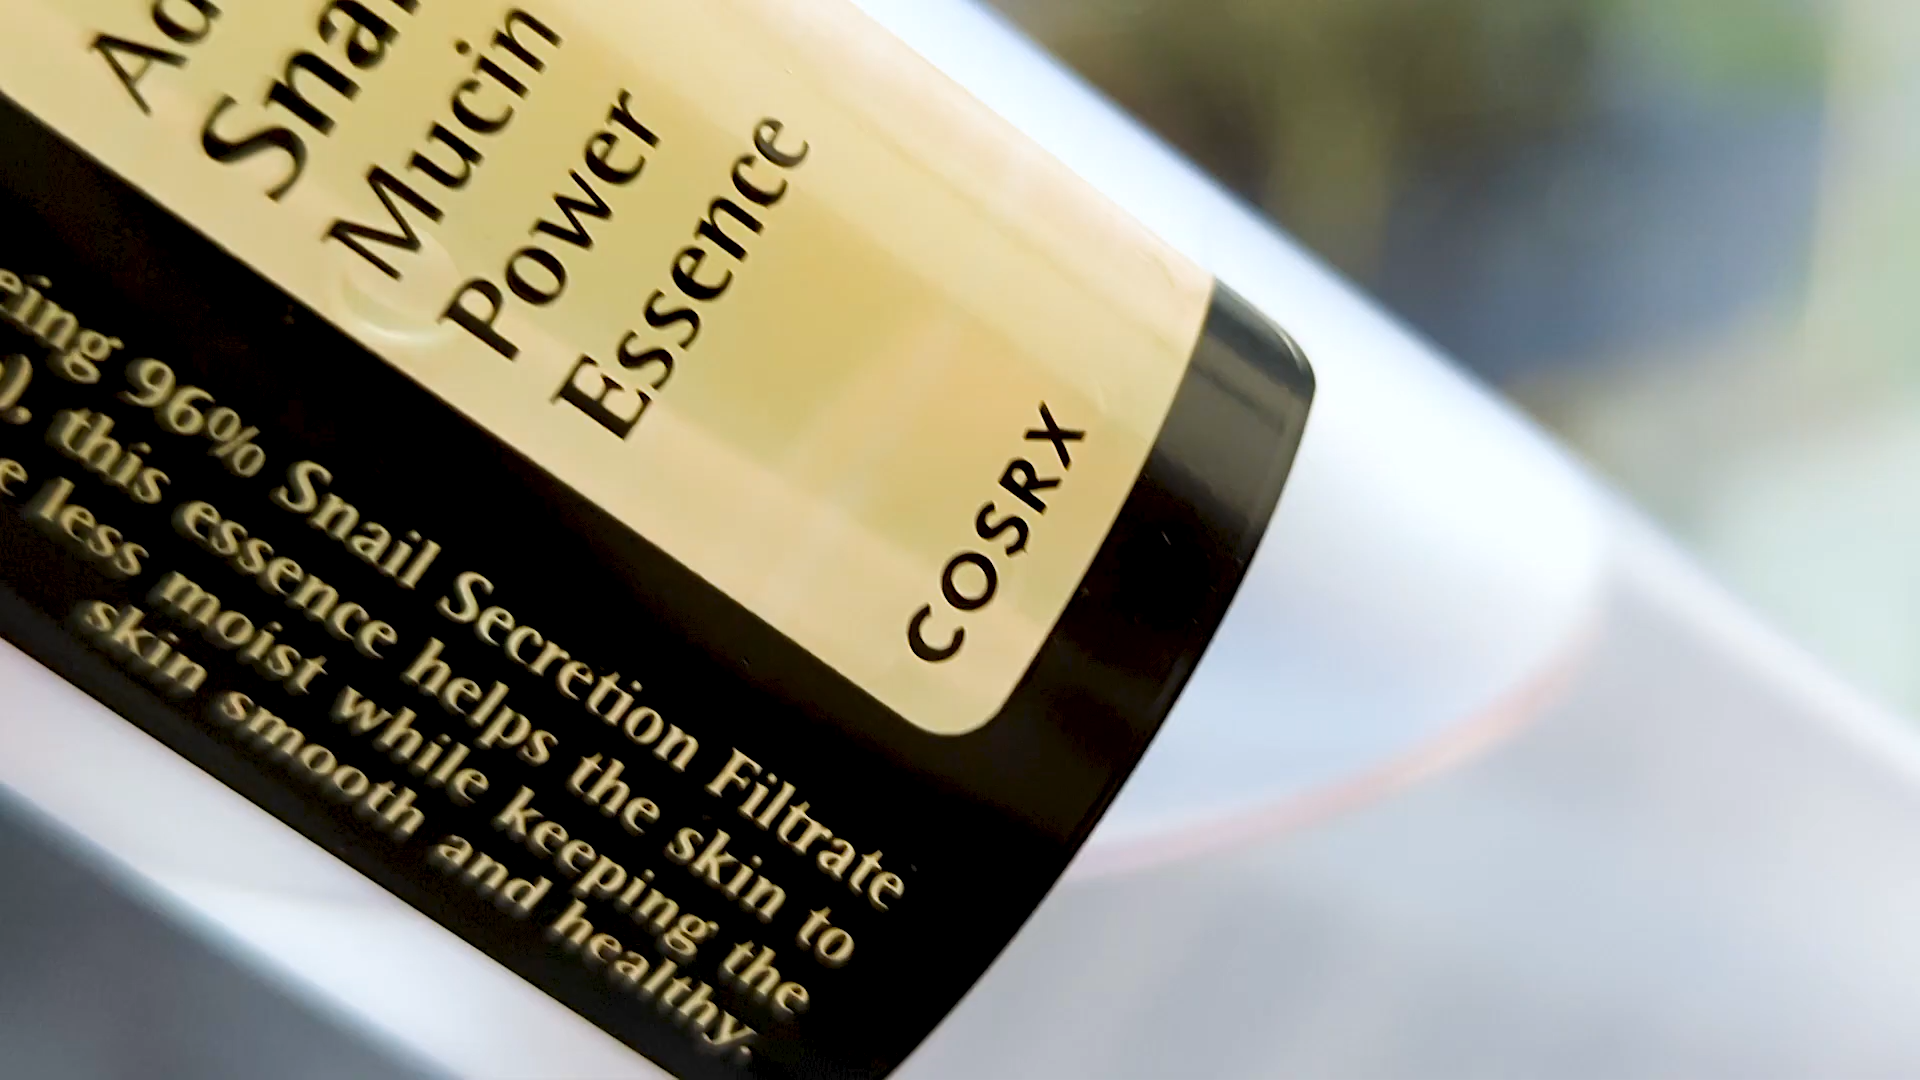 Snai
Mucin
Power
Essence
COSRX
96% Snail Secretion Filtrate
this essence helps the skin to
less moist while keeping the
skin smooth and healthy.